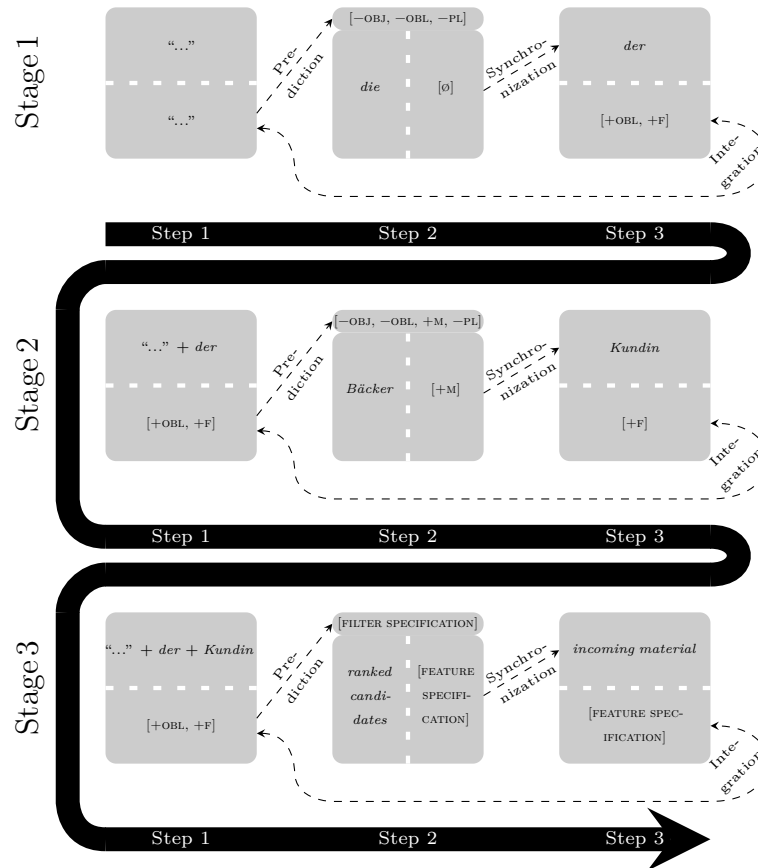 Stage 1
“...”
“...”
Pre-
diction
[−OBJ, −OBL, −PL]
die
[Ø]
Synchro-
nization
der
[+OBL, +F]
Inte-
gration
Step 1
Step 2
Step 3
Stage 2
“...” + der
[+OBL, +F]
Pre-
diction
[−OBJ, −OBL, +M, −PL]
Bäcker
[+M]
Synchro-
nization
Kundin
[+F]
Inte-
gration
Step 1
Step 2
Step 3
Stage 3
“...” + der + Kundin
[+OBL, +F]
Pre-
diction
[FILTER SPECIFICATION]
ranked
candi-
dates
[FEATURE
SPECIFI-
CATION]
Synchro-
nization
incoming material
[FEATURE SPEC-
IFICATION]
Inte-
gration
Step 1
Step 2
Step 3